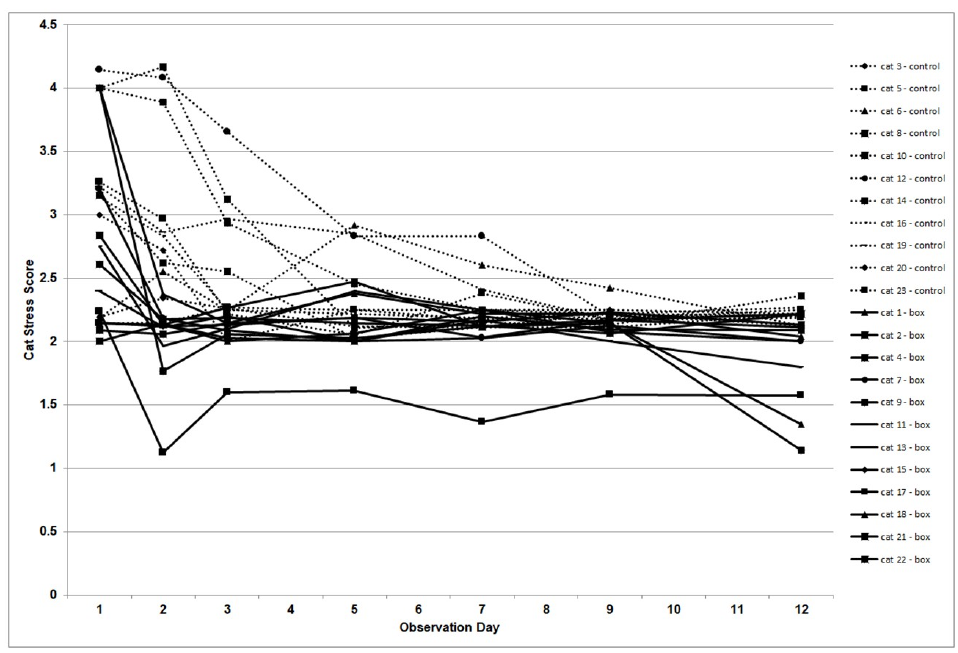 4.5
4
3.5
3
2.5
2
1.5
1
0.5
0
Cat Stress Score
1 2 3 4 5 6 7 8 9 10 11 12
Observation Day
cat 3 - control
cat 5 - control
cat 6 - control
cat 8 - control
cat 10 - control
cat 12 - control
cat 14 - control
cat 16 - control
cat 19 - control
cat 20 - control
cat 23 - control
cat 1 - box
cat 2 - box
cat 4 - box
cat 7 - box
cat 9 - box
cat 11 - box
cat 13 - box
cat 15 - box
cat 17 - box
cat 18 - box
cat 21 - box
cat 22 - box